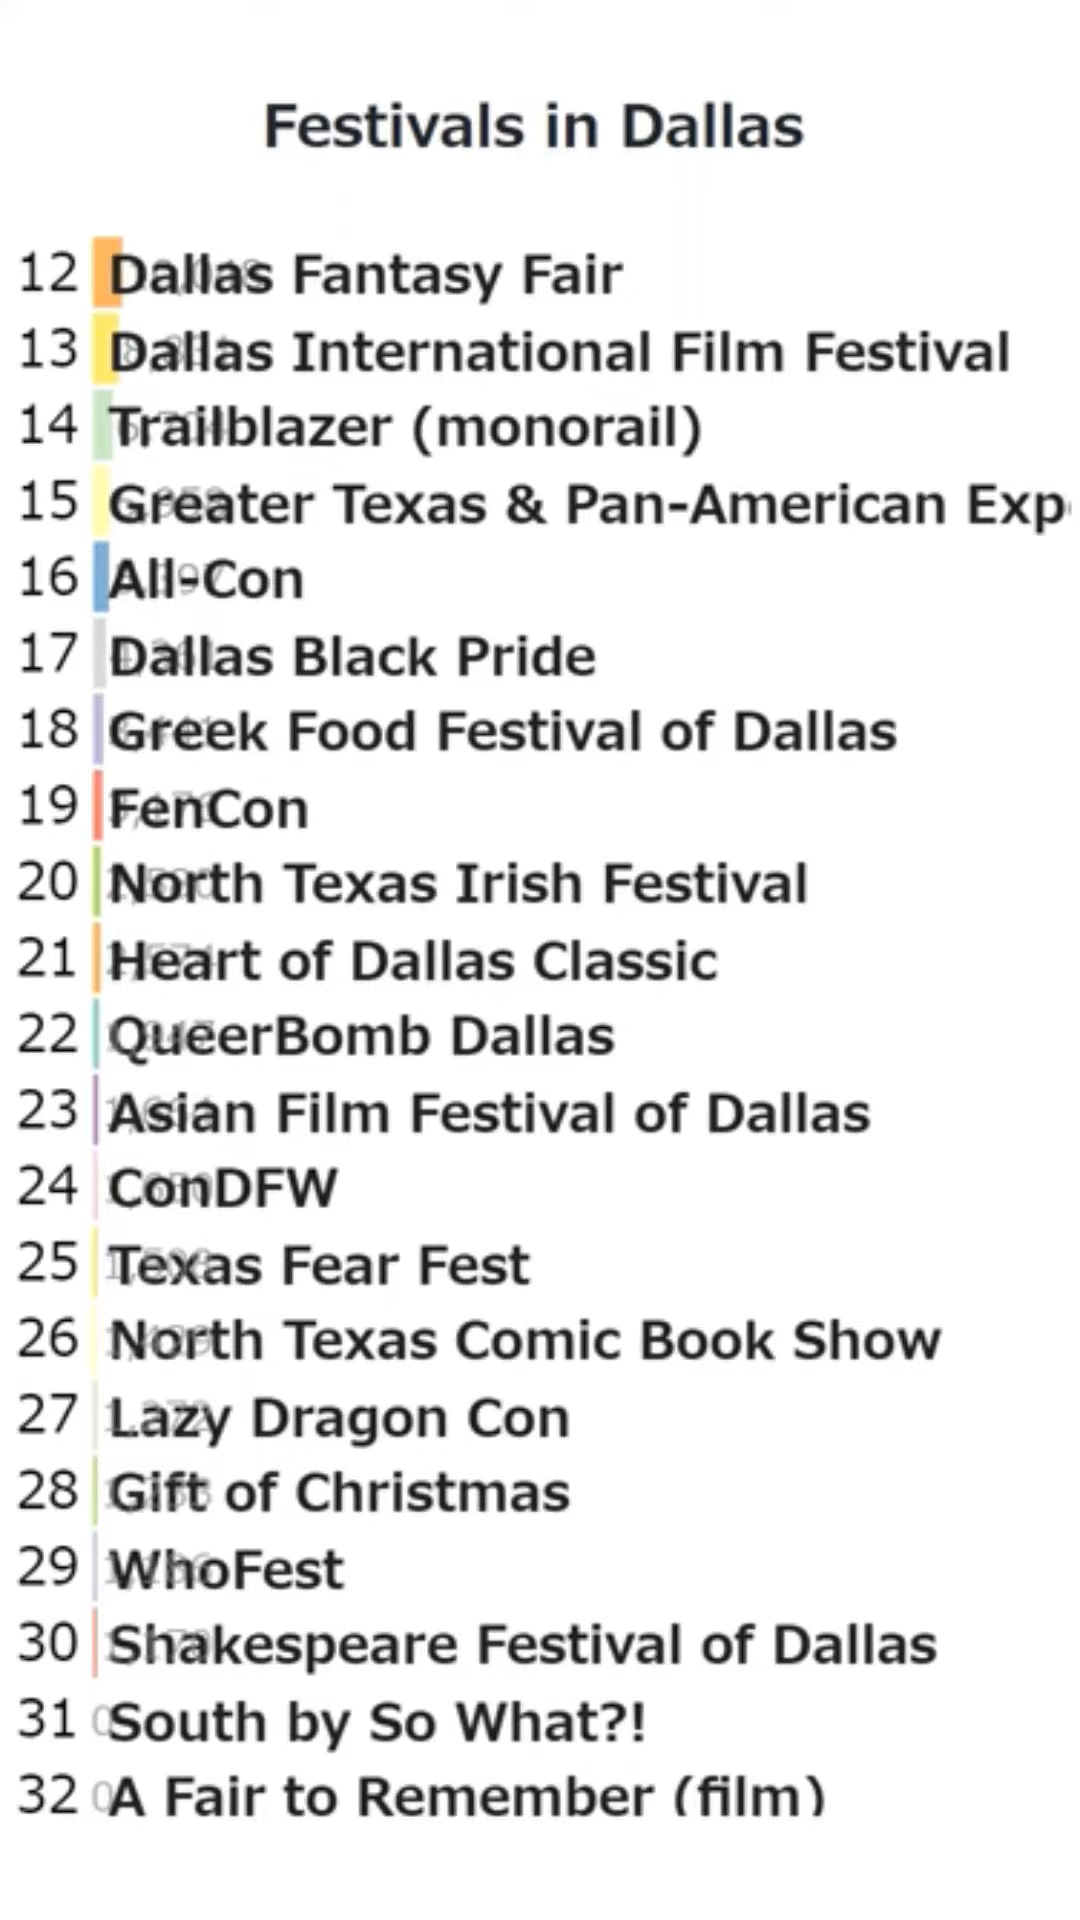 Festivals in Dallas
12 Dallas Fantasy Fair
13 Dallas International Film Festival
14 Trailblazer (monorail)
15 Greater Texas & Pan-American Exp
16 All-Con
17 Dallas Black Pride
18 Greek Food Festival of Dallas
19 FenCon
20 North Texas Irish Festival
21 Heart of Dallas Classic
22 QueerBomb Dallas
23 Asian Film Festival of Dallas
24 ConDFW
25 Texas Fear Fest
26 North Texas Comic Book Show
27 Lazy Dragon Con
28 Gift of Christmas
29 WhoFest
30 Shakespeare Festival of Dallas
31 0 South by So What?!
32 0 A Fair to Remember (film)